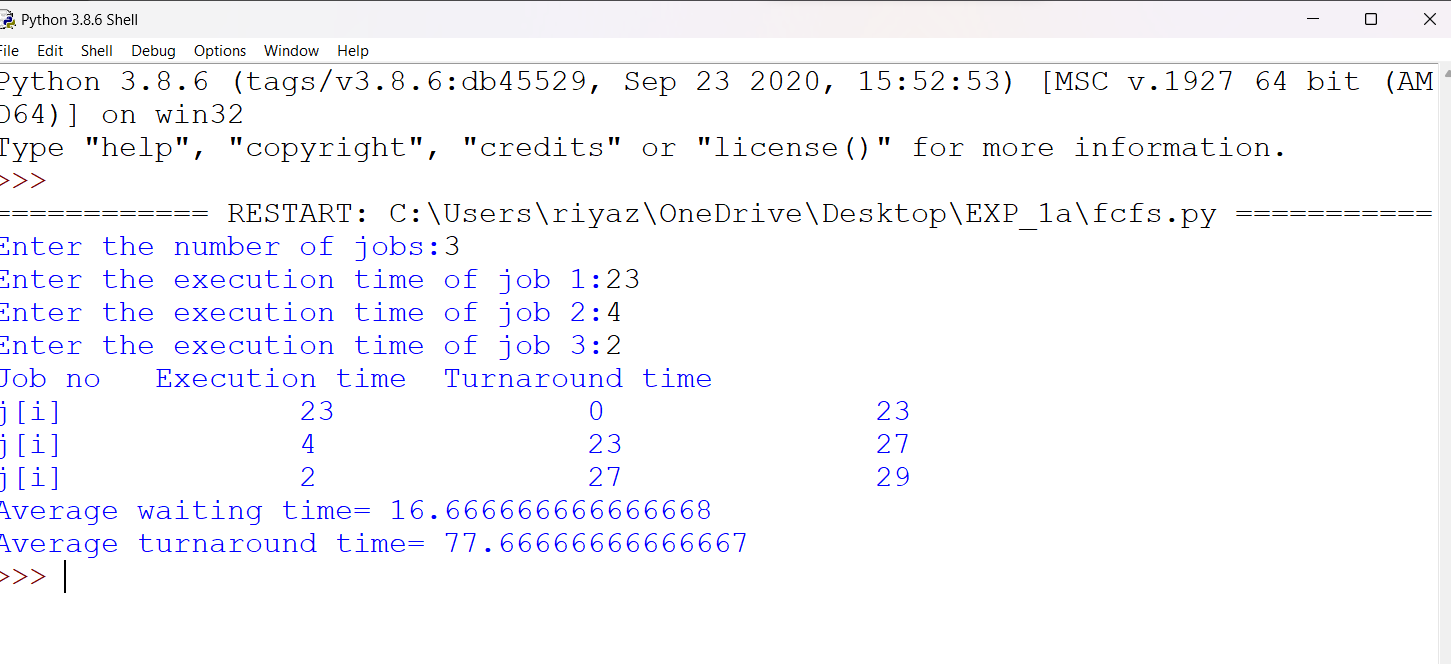 Python 3.8.6 Shell
File Edit Shell Debug Options Window Help
Python 3.8.6 (tags/v3.8.6:db45529, Sep 23 2020, 15:52:53) [MSC v.1927 64 bit (AM
D64)] on win32
Type "help", "copyright", "credits" or "license()" for more information.
>>>
============ RESTART: C:\Users\riyaz\OneDrive\Desktop\EXP_1a\fcfs.py ===========
Enter the number of jobs:3
Enter the execution time of job 1:23
Enter the execution time of job 2:4
Enter the execution time of job 3:2
Job no   Execution time  Turnaround time
j[i]             23              0               23
j[i]             4               23              27
j[i]             2               27              29
Average waiting time= 16.666666666666668
Average turnaround time= 77.66666666666667
>>>